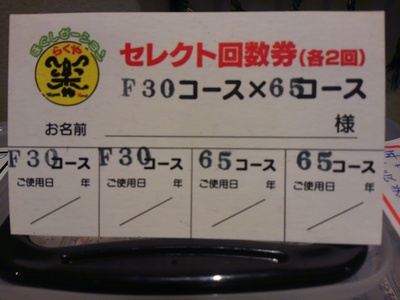 らくだ
セレクト回数券(各2回)
F30コース×65コース
お名前 様
F30コース F30コース 65コース 65コース
ご使用日 年 ご使用日 年 ご使用日 年 ご使用日 年
／ ／ ／ ／